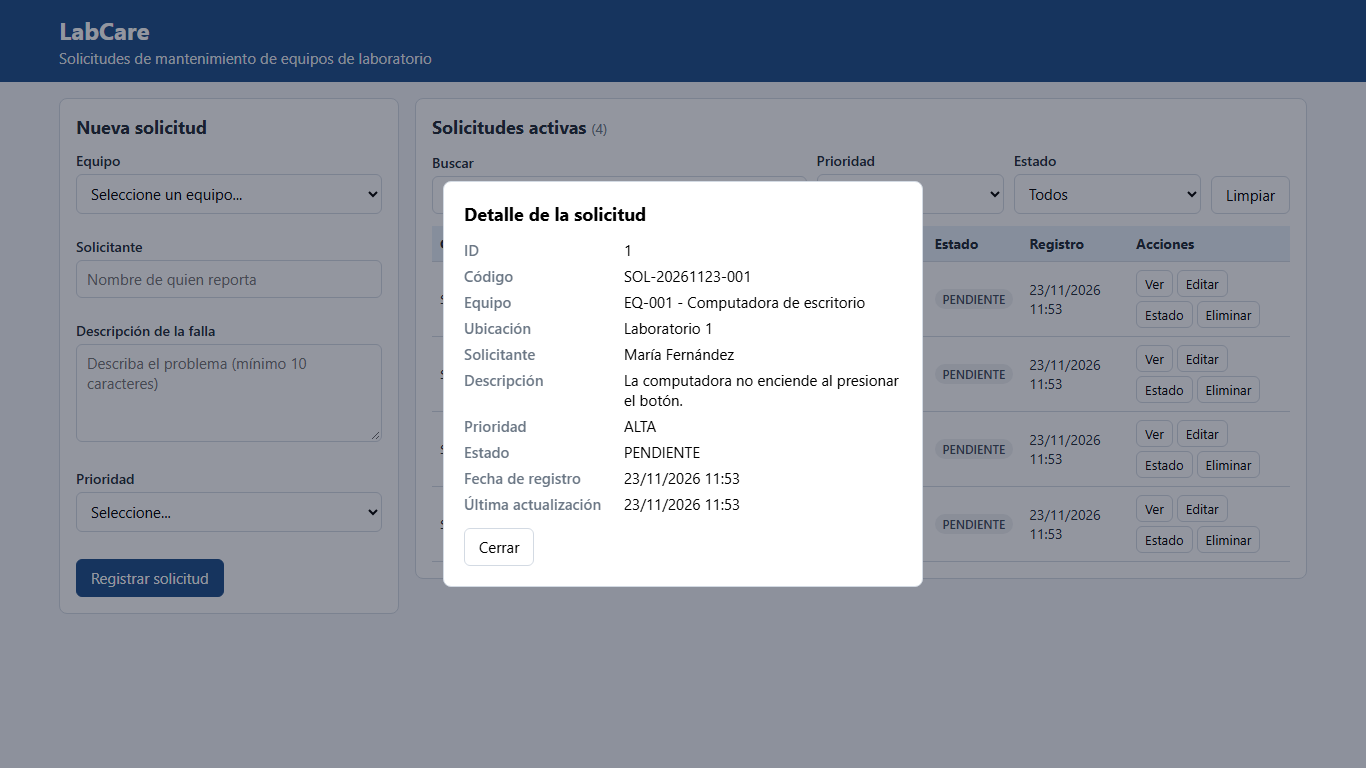 LabCare
Solicitudes de mantenimiento de equipos de laboratorio
Nueva solicitud
Equipo
Seleccione un equipo...
Solicitante
Nombre de quien reporta
Descripción de la falla
Describa el problema (mínimo 10
caracteres)
Prioridad
Seleccione...
Registrar solicitud
Solicitudes activas (4)
Buscar
Prioridad
Estado
Todos
Limpiar
Estado
Registro
Acciones
PENDIENTE
23/11/2026
11:53
Ver
Editar
Estado
Eliminar
PENDIENTE
23/11/2026
11:53
Ver
Editar
Estado
Eliminar
PENDIENTE
23/11/2026
11:53
Ver
Editar
Estado
Eliminar
PENDIENTE
23/11/2026
11:53
Ver
Editar
Estado
Eliminar
Detalle de la solicitud
ID 1
Código SOL-20261123-001
Equipo EQ-001 - Computadora de escritorio
Ubicación Laboratorio 1
Solicitante María Fernández
Descripción La computadora no enciende al presionar
el botón.
Prioridad ALTA
Estado PENDIENTE
Fecha de registro 23/11/2026 11:53
Última actualización 23/11/2026 11:53
Cerrar